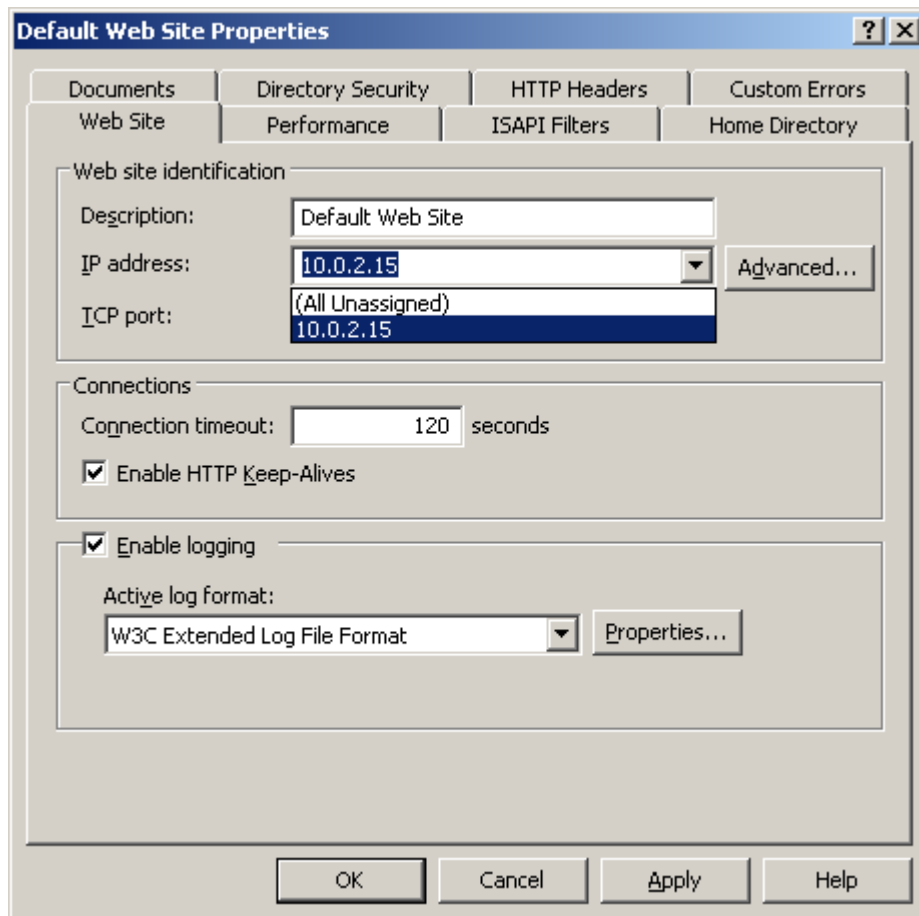 Default Web Site Properties
Documents Directory Security HTTP Headers Custom Errors
Web Site Performance ISAPI Filters Home Directory
Web site identification
Description: Default Web Site
IP address: 10.0.2.15 Advanced...
(All Unassigned)
TCP port: 10.0.2.15
Connections
Connection timeout: 120 seconds
Enable HTTP Keep-Alives
Enable logging
Active log format:
W3C Extended Log File Format Properties...
OK Cancel Apply Help